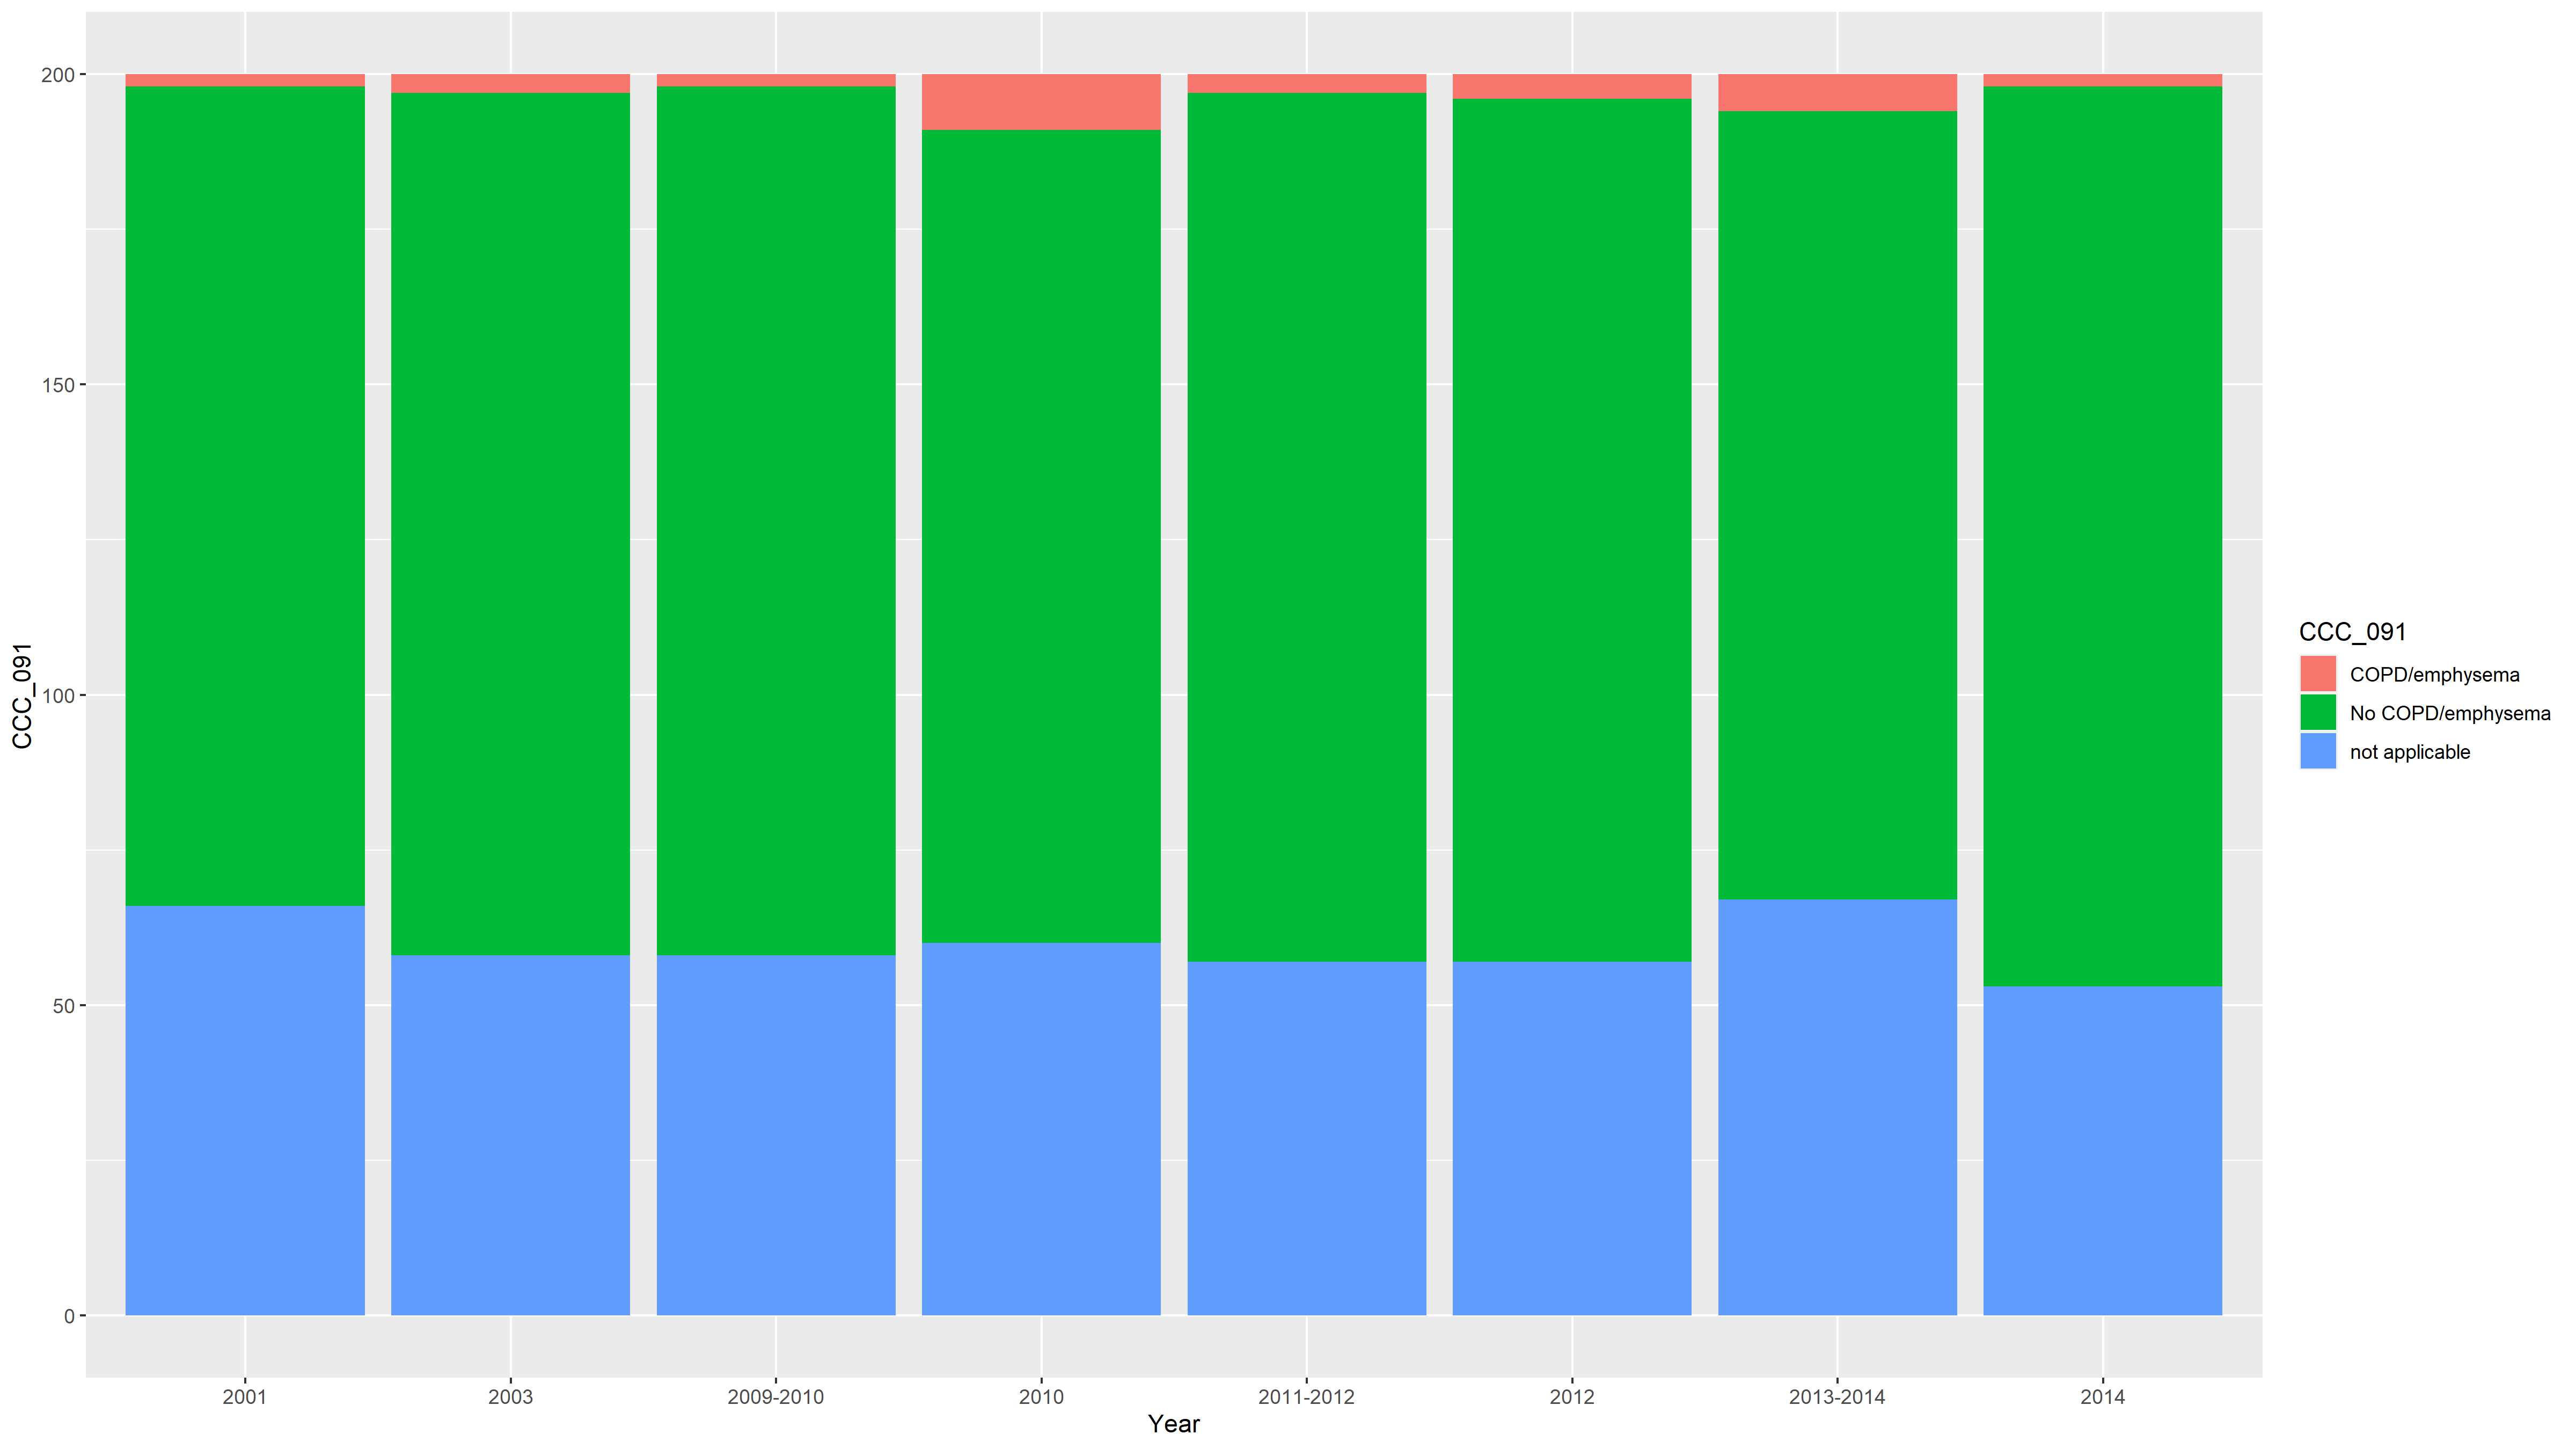 200
150
100
50
0
CCC_091
2001
2003
2009-2010
2010
2011-2012
2012
2013-2014
2014
Year
CCC_091
COPD/emphysema
No COPD/emphysema
not applicable